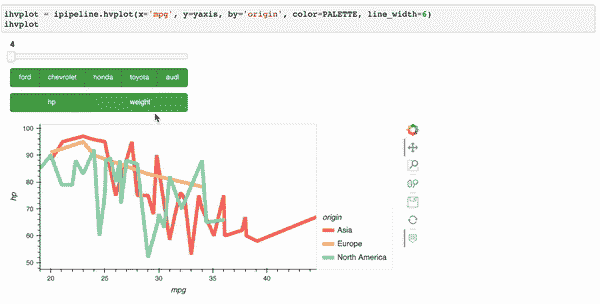 ihvplot = ipipeline.hvplot(x='mpg', y=yaxis, by='origin', color=PALETTE, line_width=6)
ihvplot
4
ford chevrolet honda toyota audi
hp weight
100
90
80
70
60
50
hp
20 25 30 35 40
mpg
origin
Asia
Europe
North America